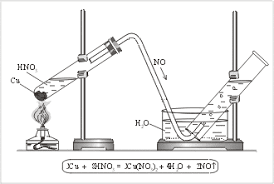 HNO₃
Cu
NO
H₂O
3Cu + 8HNO₃ = 3Cu(NO₃)₂ + 4H₂O + 2NO↑